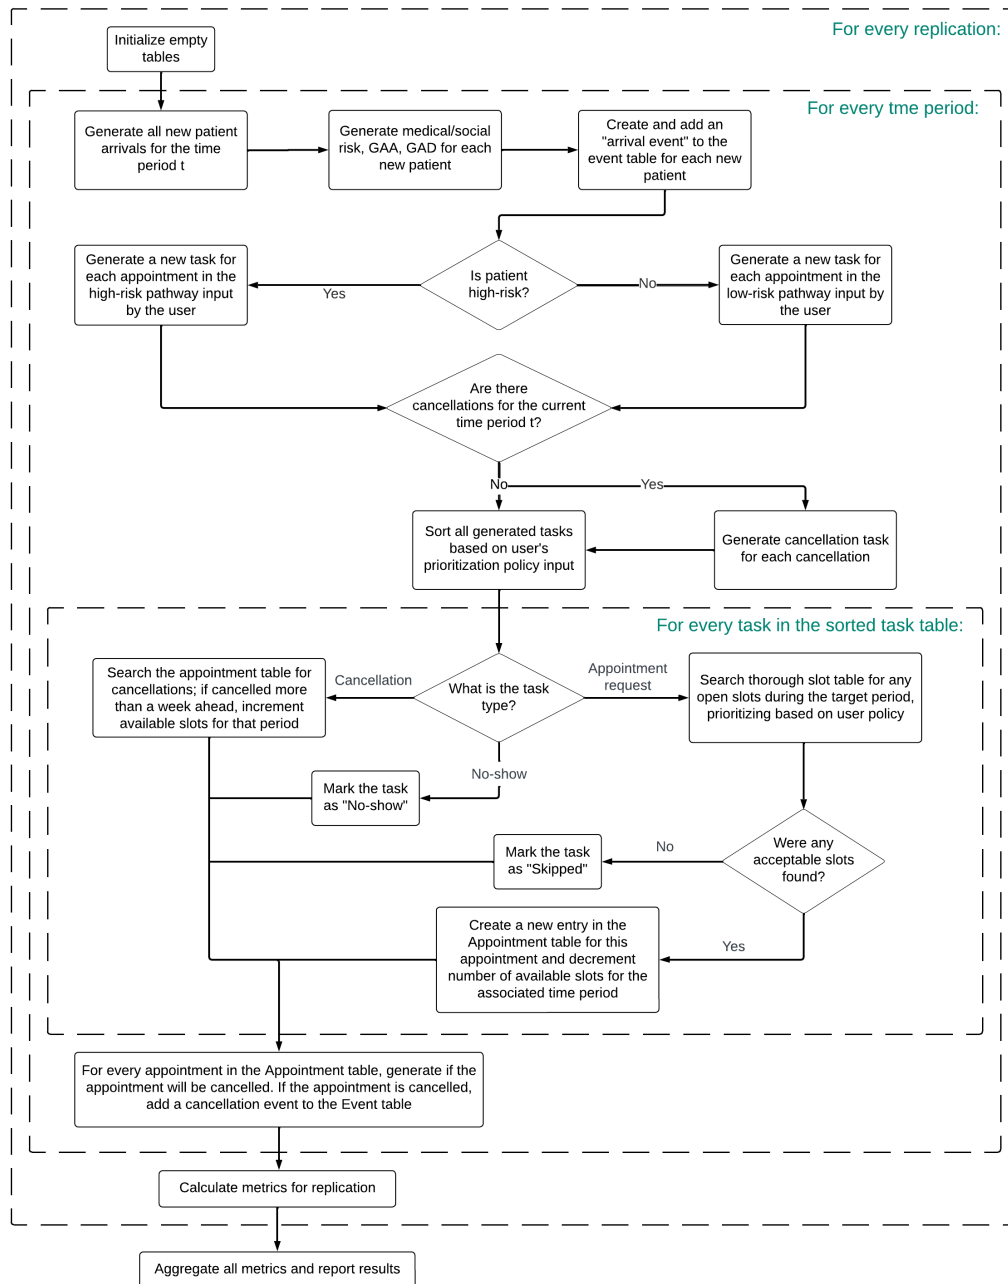 For every replication:
Initialize empty
tables
For every tme period:
Generate all new patient
arrivals for the time
period t
Generate medical/social
risk, GAA, GAD for each
new patient
Create and add an
"arrival event" to the
event table for each new
patient
Generate a new task for
each appointment in the
high-risk pathway input
by the user
Yes
Is patient
high-risk?
No
Generate a new task for
each appointment in the
low-risk pathway input by
the user
Are there
cancellations for the current
time period t?
No
Yes
Sort all generated tasks
based on user's
prioritization policy input
Generate cancellation task
for each cancellation
For every task in the sorted task table:
Search the appointment table for
cancellations; if cancelled more
than a week ahead, increment
available slots for that period
Cancellation
What is the task
type?
Appointment
request
Search thorough slot table for any
open slots during the target period,
prioritizing based on user policy
No-show
Mark the task
as "No-show"
Mark the task
as "Skipped"
No
Were any
acceptable slots
found?
Create a new entry in the
Appointment table for this
appointment and decrement
number of available slots for the
associated time period
Yes
For every appointment in the Appointment table, generate if the
appointment will be cancelled. If the appointment is cancelled,
add a cancellation event to the Event table
Calculate metrics for replication
Aggregate all metrics and report results